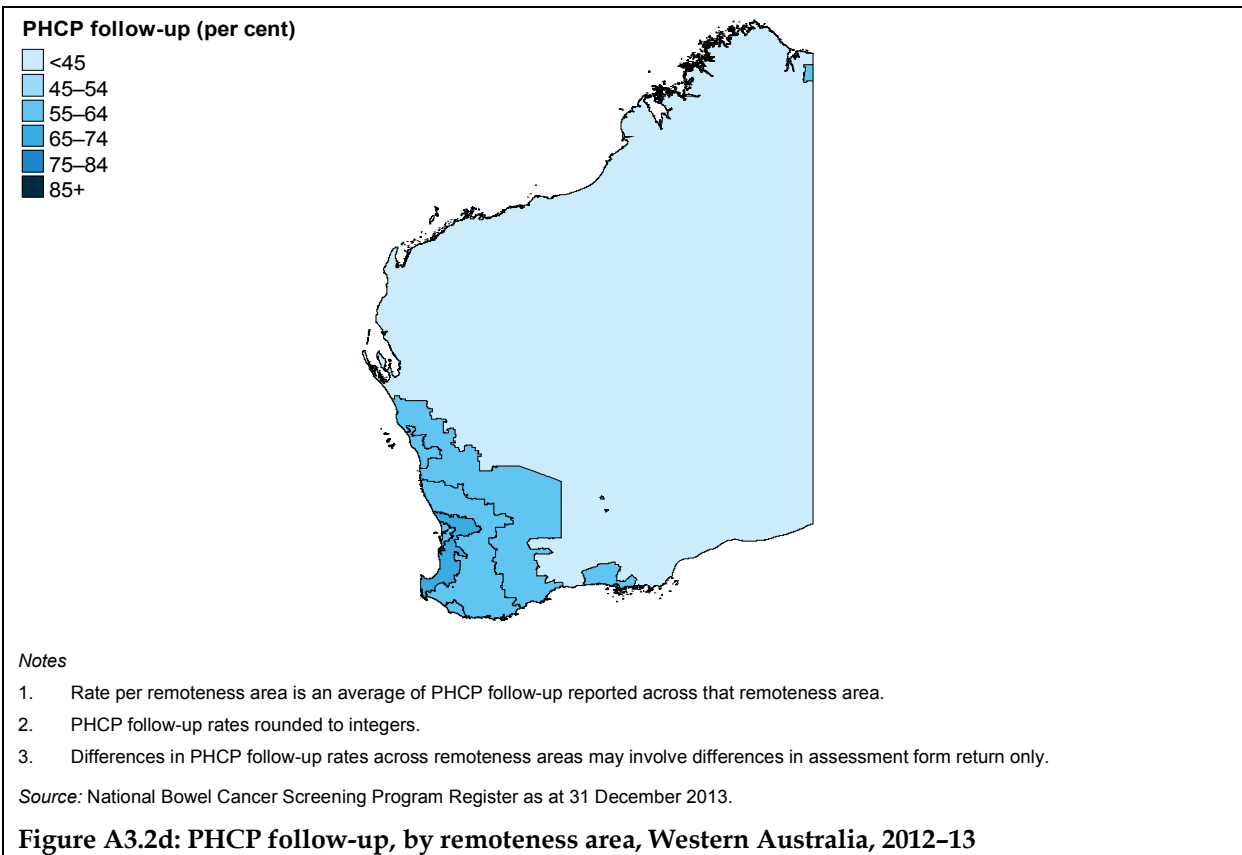 PHCP follow-up (per cent)
<45
45–54
55–64
65–74
75–84
85+
Notes
1. Rate per remoteness area is an average of PHCP follow-up reported across that remoteness area.
2. PHCP follow-up rates rounded to integers.
3. Differences in PHCP follow-up rates across remoteness areas may involve differences in assessment form return only.
Source: National Bowel Cancer Screening Program Register as at 31 December 2013.
Figure A3.2d: PHCP follow-up, by remoteness area, Western Australia, 2012–13